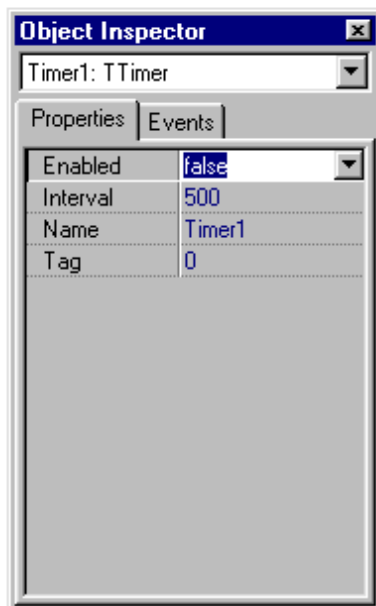 Object Inspector
Timer1: TTimer
Properties Events
Enabled false
Interval 500
Name Timer1
Tag 0